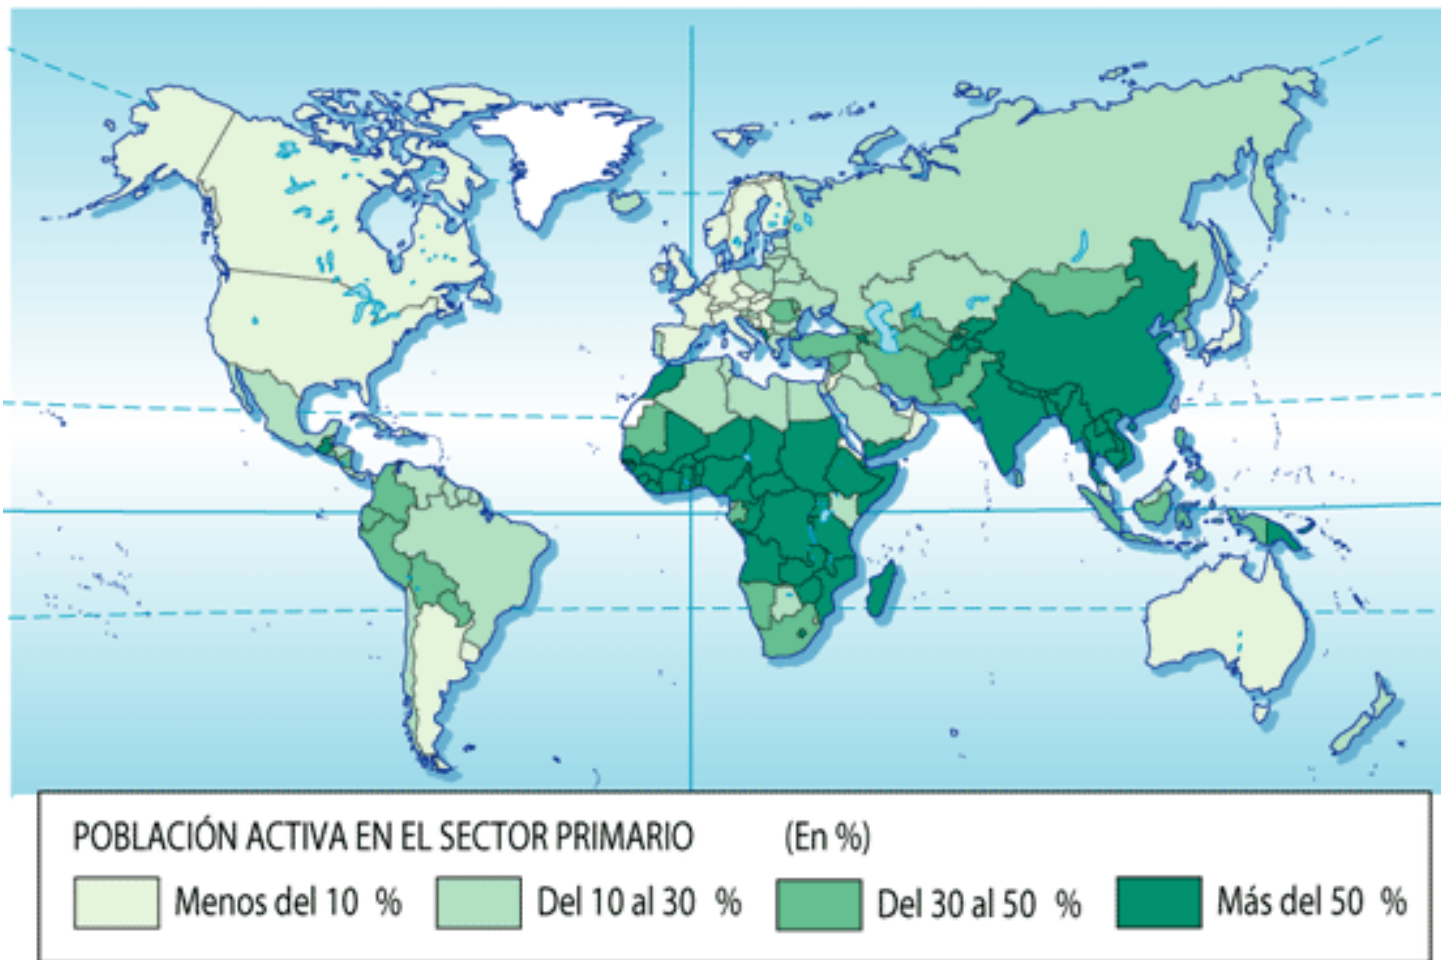 POBLACIÓN ACTIVA EN EL SECTOR PRIMARIO (En %)
Menos del 10 % Del 10 al 30 % Del 30 al 50 % Más del 50 %